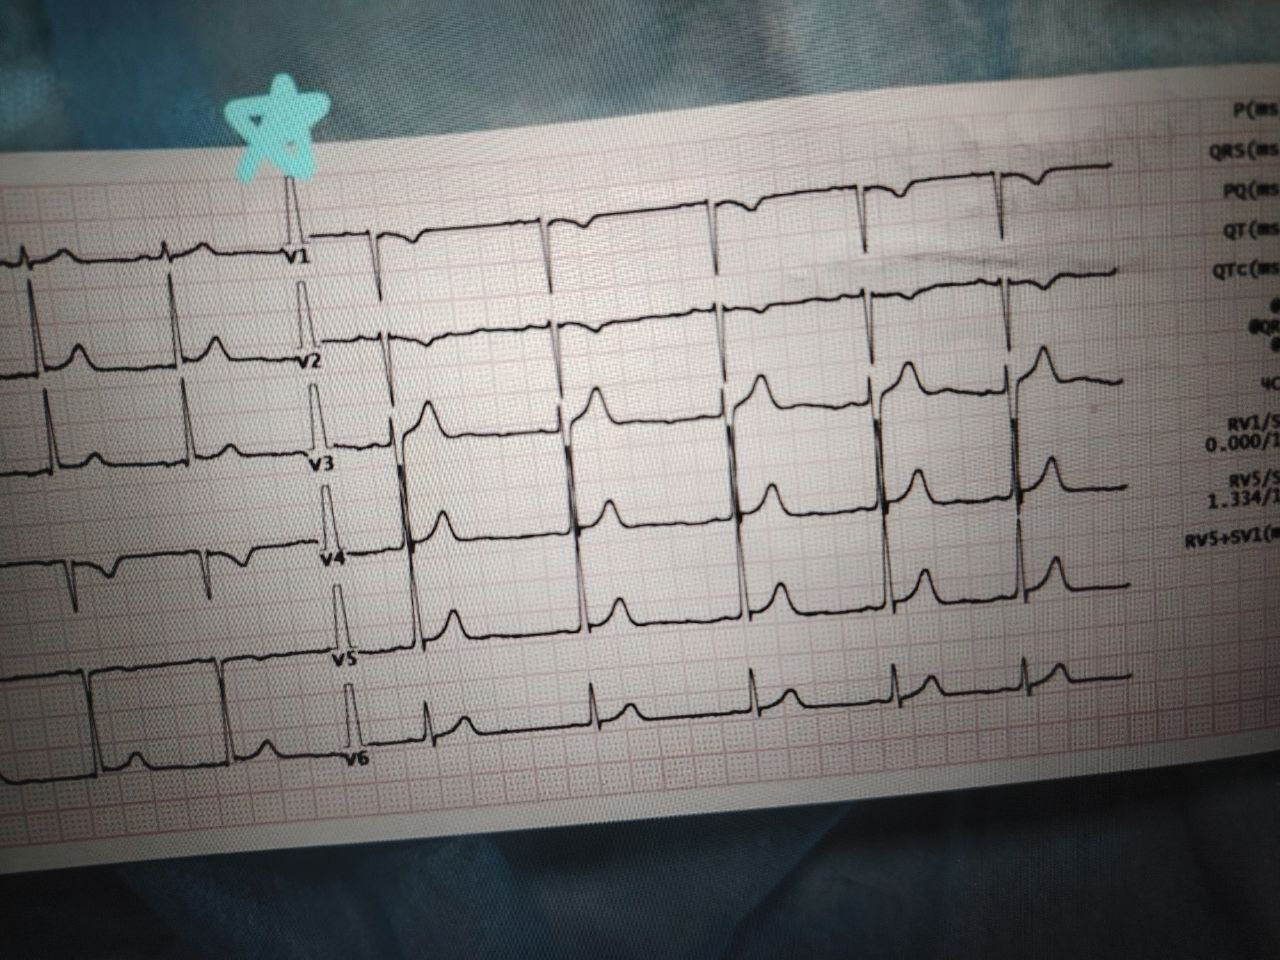 V1
V2
V3
V4
V5
V6
P(ms
QRS(ms
PQ(ms
QT(ms
QTc(ms
RV1/S
0.000/1
RV5/S
1.334/1
RV5+SV1(m